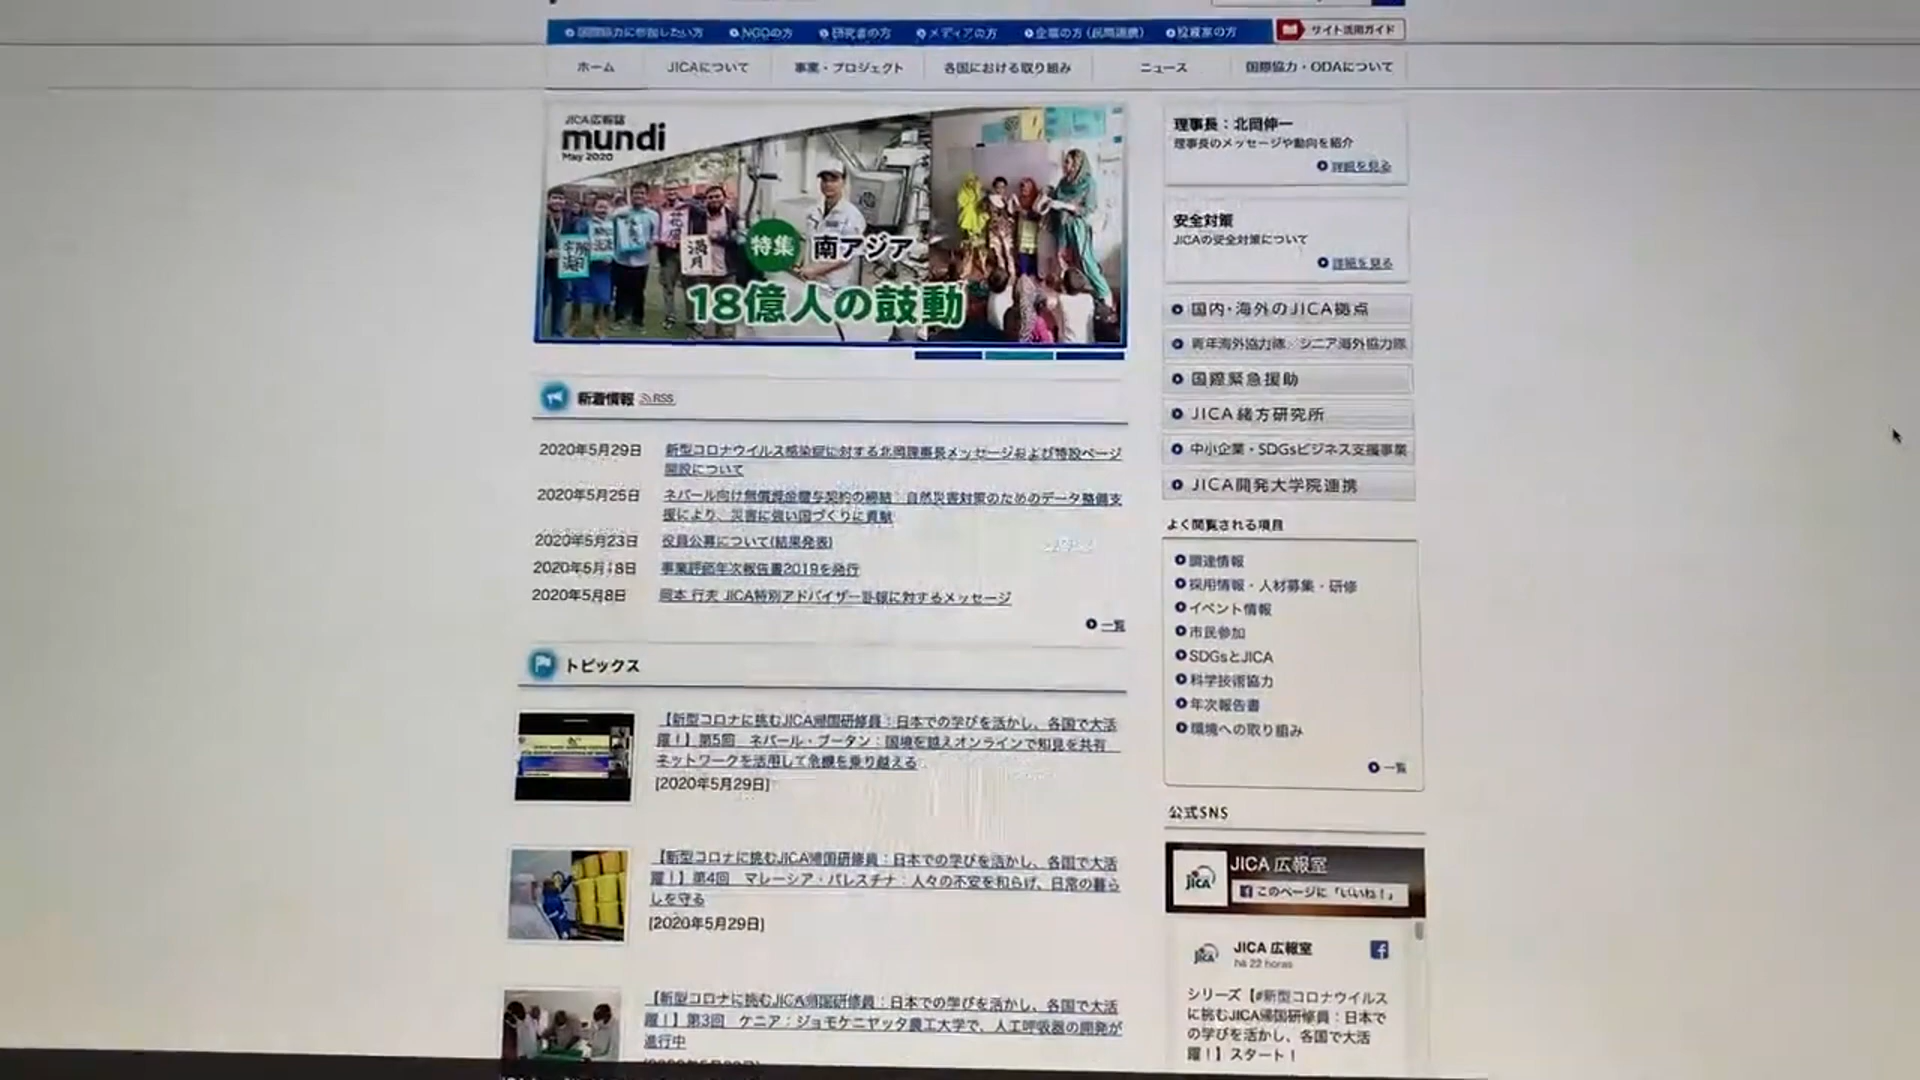 国際協力に参加したい方 NGOの方 研究者の方 メディアの方 企業の方（民間連携） 投資家の方 サイト活用ガイド
ホーム JICAについて 事業・プロジェクト 各国における取り組み ニュース 国際協力・ODAについて
JICA広報誌
mundi
May 2020
満月
特集 南アジア
18億人の鼓動
新着情報 RSS
2020年5月29日 新型コロナウイルス感染症に対する北岡理事長メッセージおよび特設ページ
開設について
2020年5月25日 ネパール向け無償資金贈与契約の締結：自然災害対策のためのデータ整備支
援により、災害に強い国づくりに貢献
2020年5月23日 役員公募について(結果発表)
2020年5月18日 事業評価年次報告書2019を発行
2020年5月8日 岡本 行夫 JICA特別アドバイザー訃報に対するメッセージ
一覧
トピックス
【新型コロナに挑むJICA帰国研修員：日本での学びを活かし、各国で大活
躍！】第5回　ネパール・ブータン：国境を越えオンラインで知見を共有
ネットワークを活用して危機を乗り越える
[2020年5月29日]
【新型コロナに挑むJICA帰国研修員：日本での学びを活かし、各国で大活
躍！】第4回　マレーシア・パレスチナ：人々の不安を和らげ、日常の暮ら
しを守る
[2020年5月29日]
【新型コロナに挑むJICA帰国研修員：日本での学びを活かし、各国で大活
躍！】第3回　ケニア：ジョモケニヤッタ農工大学で、人工呼吸器の開発が
進行中
理事長：北岡伸一
理事長のメッセージや動向を紹介
詳細を見る
安全対策
JICAの安全対策について
詳細を見る
国内・海外のJICA拠点
青年海外協力隊／シニア海外協力隊
国際緊急援助
JICA緒方研究所
中小企業・SDGsビジネス支援事業
JICA開発大学院連携
よく閲覧される項目
調達情報
採用情報・人材募集・研修
イベント情報
市民参加
SDGsとJICA
科学技術協力
年次報告書
環境への取り組み
一覧
公式SNS
JICA 広報室
このページに「いいね！」
JICA 広報室
há 22 horas
シリーズ【#新型コロナウイルス
に挑むJICA帰国研修員：日本で
の学びを活かし、各国で大活
躍！】スタート！